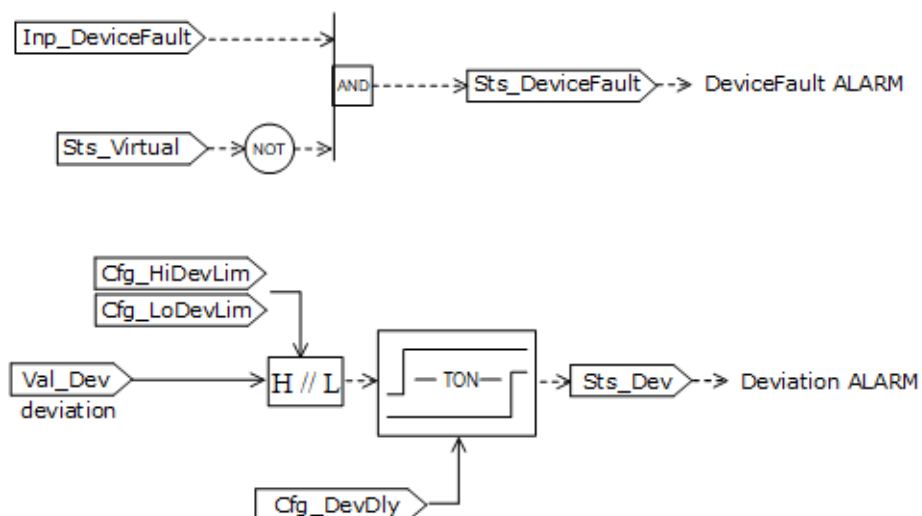 Inp_DeviceFault
AND
Sts_DeviceFault
DeviceFault ALARM
Sts_Virtual
NOT
Cfg_HiDevLim
Cfg_LoDevLim
Val_Dev
deviation
H // L
TON
Sts_Dev
Deviation ALARM
Cfg_DevDly